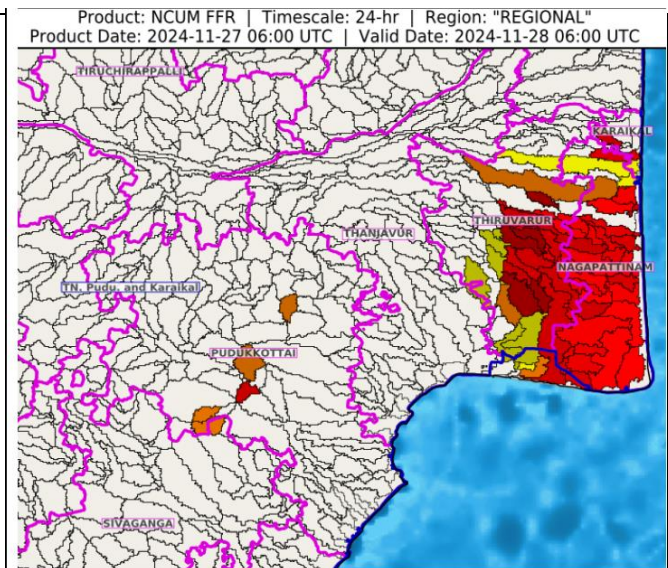 Product: NCUM FFR | Timescale: 24-hr | Region: "REGIONAL"
Product Date: 2024-11-27 06:00 UTC | Valid Date: 2024-11-28 06:00 UTC
TIRUCHIRAPPALLI
KARAIKAL
THIRUVARUR
THANJAVUR
NAGAPATTINAM
TN. Pudu. and Karaikal
PUDUKKOTTAI
SIVAGANGA